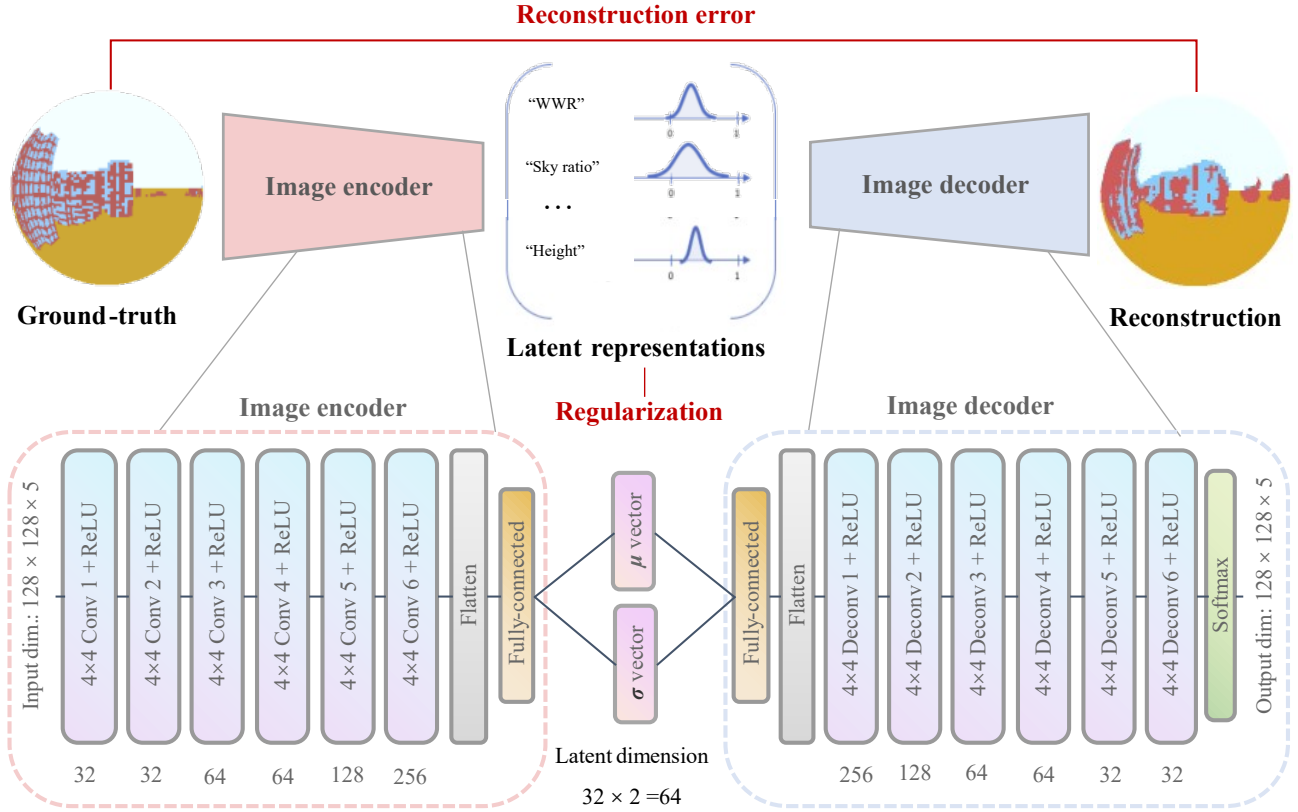 Reconstruction error
“WWR”
0 1
Image encoder
“Sky ratio”
0 1
Image decoder
...
“Height”
0 1
Ground-truth
Reconstruction
Latent representations
Regularization
Image encoder
Image decoder
Input dim.: 128 × 128 × 5
4×4 Conv 1 + ReLU
4×4 Conv 2 + ReLU
4×4 Conv 3 + ReLU
4×4 Conv 4 + ReLU
4×4 Conv 5 + ReLU
4×4 Conv 6 + ReLU
Flatten
Fully-connected
μ vector
σ vector
Fully-connected
Flatten
4×4 Deconv 1 + ReLU
4×4 Deconv 2 + ReLU
4×4 Deconv 3 + ReLU
4×4 Deconv 4 + ReLU
4×4 Deconv 5 + ReLU
4×4 Deconv 6 + ReLU
Softmax
Output dim.: 128 × 128 × 5
32 32 64 64 128 256
Latent dimension
32 × 2 =64
256 128 64 64 32 32